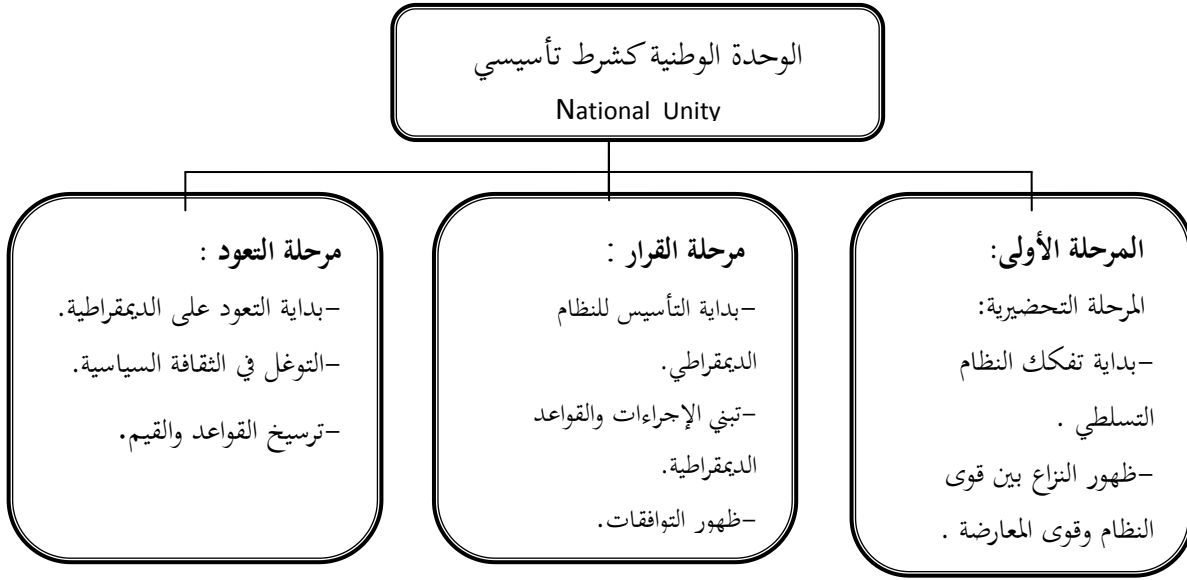 الوحدة الوطنية كشرط تأسيسي
National Unity
المرحلة الأولى:
المرحلة التحضيرية:
-بداية تفكك النظام
التسلطي .
-ظهور النزاع بين قوى
النظام وقوى المعارضة .
مرحلة القرار :
-بداية التأسيس للنظام
الديمقراطي.
-تبني الإجراءات والقواعد
الديمقراطية.
-ظهور التوافقات.
مرحلة التعود :
-بداية التعود على الديمقراطية.
-التوغل في الثقافة السياسية.
-ترسيخ القواعد والقيم.